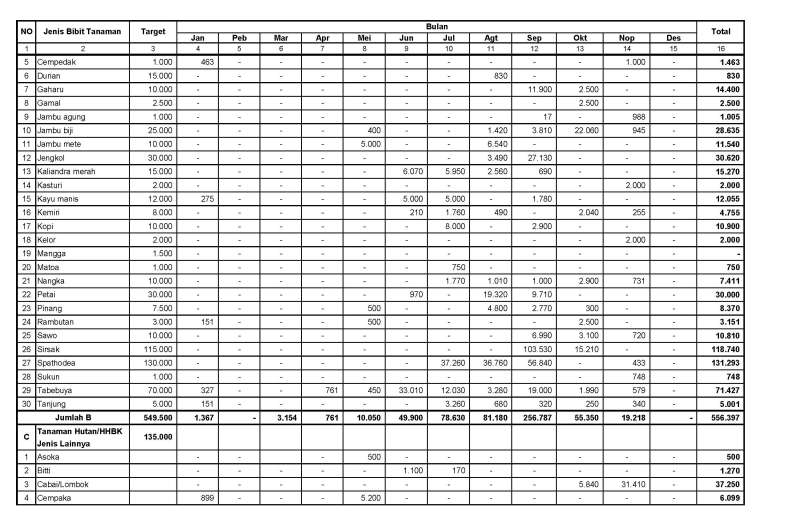 NO Jenis Bibit Tanaman Target Bulan Total
Jan Peb Mar Apr Mei Jun Jul Agt Sep Okt Nop Des
1 2 3 4 5 6 7 8 9 10 11 12 13 14 15 16
5 Cempedak 1.000 463 - - - - - - - - - 1.000 - 1.463
6 Durian 15.000 - - - - - - - 830 - - - - 830
7 Gaharu 10.000 - - - - - - - - 11.900 2.500 - - 14.400
8 Gamal 2.500 - - - - - - - - - 2.500 - - 2.500
9 Jambu agung 1.000 - - - - - - - - 17 - 988 - 1.005
10 Jambu biji 25.000 - - - - 400 - - 1.420 3.810 22.060 945 - 28.635
11 Jambu mete 10.000 - - - - 5.000 - - 6.540 - - - - 11.540
12 Jengkol 30.000 - - - - - - - 3.490 27.130 - - - 30.620
13 Kaliandra merah 15.000 - - - - - 6.070 5.950 2.560 690 - - - 15.270
14 Kasturi 2.000 - - - - - - - - - - 2.000 - 2.000
15 Kayu manis 12.000 275 - - - - 5.000 5.000 - 1.780 - - - 12.055
16 Kemiri 8.000 - - - - - 210 1.760 490 - 2.040 255 - 4.755
17 Kopi 10.000 - - - - - - 8.000 - 2.900 - - - 10.900
18 Kelor 2.000 - - - - - - - - - - 2.000 - 2.000
19 Mangga 1.500 - - - - - - - - - - - - -
20 Matoa 1.000 - - - - - - 750 - - - - - 750
21 Nangka 10.000 - - - - - - 1.770 1.010 1.000 2.900 731 - 7.411
22 Petai 30.000 - - - - - 970 - 19.320 9.710 - - - 30.000
23 Pinang 7.500 - - - - 500 - - 4.800 2.770 300 - - 8.370
24 Rambutan 3.000 151 - - - 500 - - - - 2.500 - - 3.151
25 Sawo 10.000 - - - - - - - - 6.990 3.100 720 - 10.810
26 Sirsak 115.000 - - - - - - - - 103.530 15.210 - - 118.740
27 Spathodea 130.000 - - - - - - 37.260 36.760 56.840 - 433 - 131.293
28 Sukun 1.000 - - - - - - - - - - 748 - 748
29 Tabebuya 70.000 327 - - 761 450 33.010 12.030 3.280 19.000 1.990 579 - 71.427
30 Tanjung 5.000 151 - - - - - 3.260 680 320 250 340 - 5.001
Jumlah B 549.500 1.367 - 3.154 761 10.050 49.900 78.630 81.180 256.787 55.350 19.218 - 556.397
C Tanaman Hutan/HHBK 135.000
Jenis Lainnya
1 Asoka - - - 500 - - - - - - - 500
2 Bitti - - - - - 1.100 170 - - - - - 1.270
3 Cabai/Lombok - - - - - - - - - 5.840 31.410 - 37.250
4 Cempaka 899 - - - 5.200 - - - - - - - 6.099